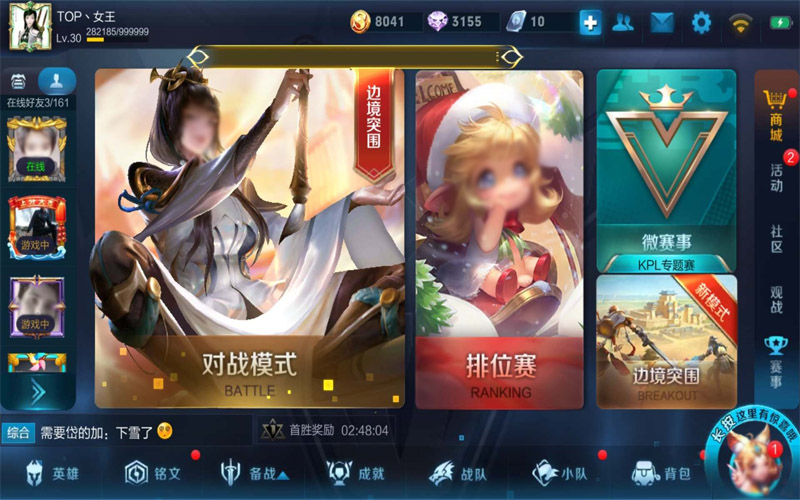 TOP丶女王
Lv.30 282185/999999
8041
3155
10
在线好友3/161
在线
游戏中
游戏中
边境突围
对战模式
BATTLE
WELCOME
排位赛
RANKING
微赛事
KPL专题赛
新模式
边境突围
BREAKOUT
商城
2
活动
社区
观战
赛事
综合 需要岱的加：下雪了
首胜奖励 02:48:04
长按这里有惊喜哦
1
英雄
铭文
备战
成就
战队
小队
背包